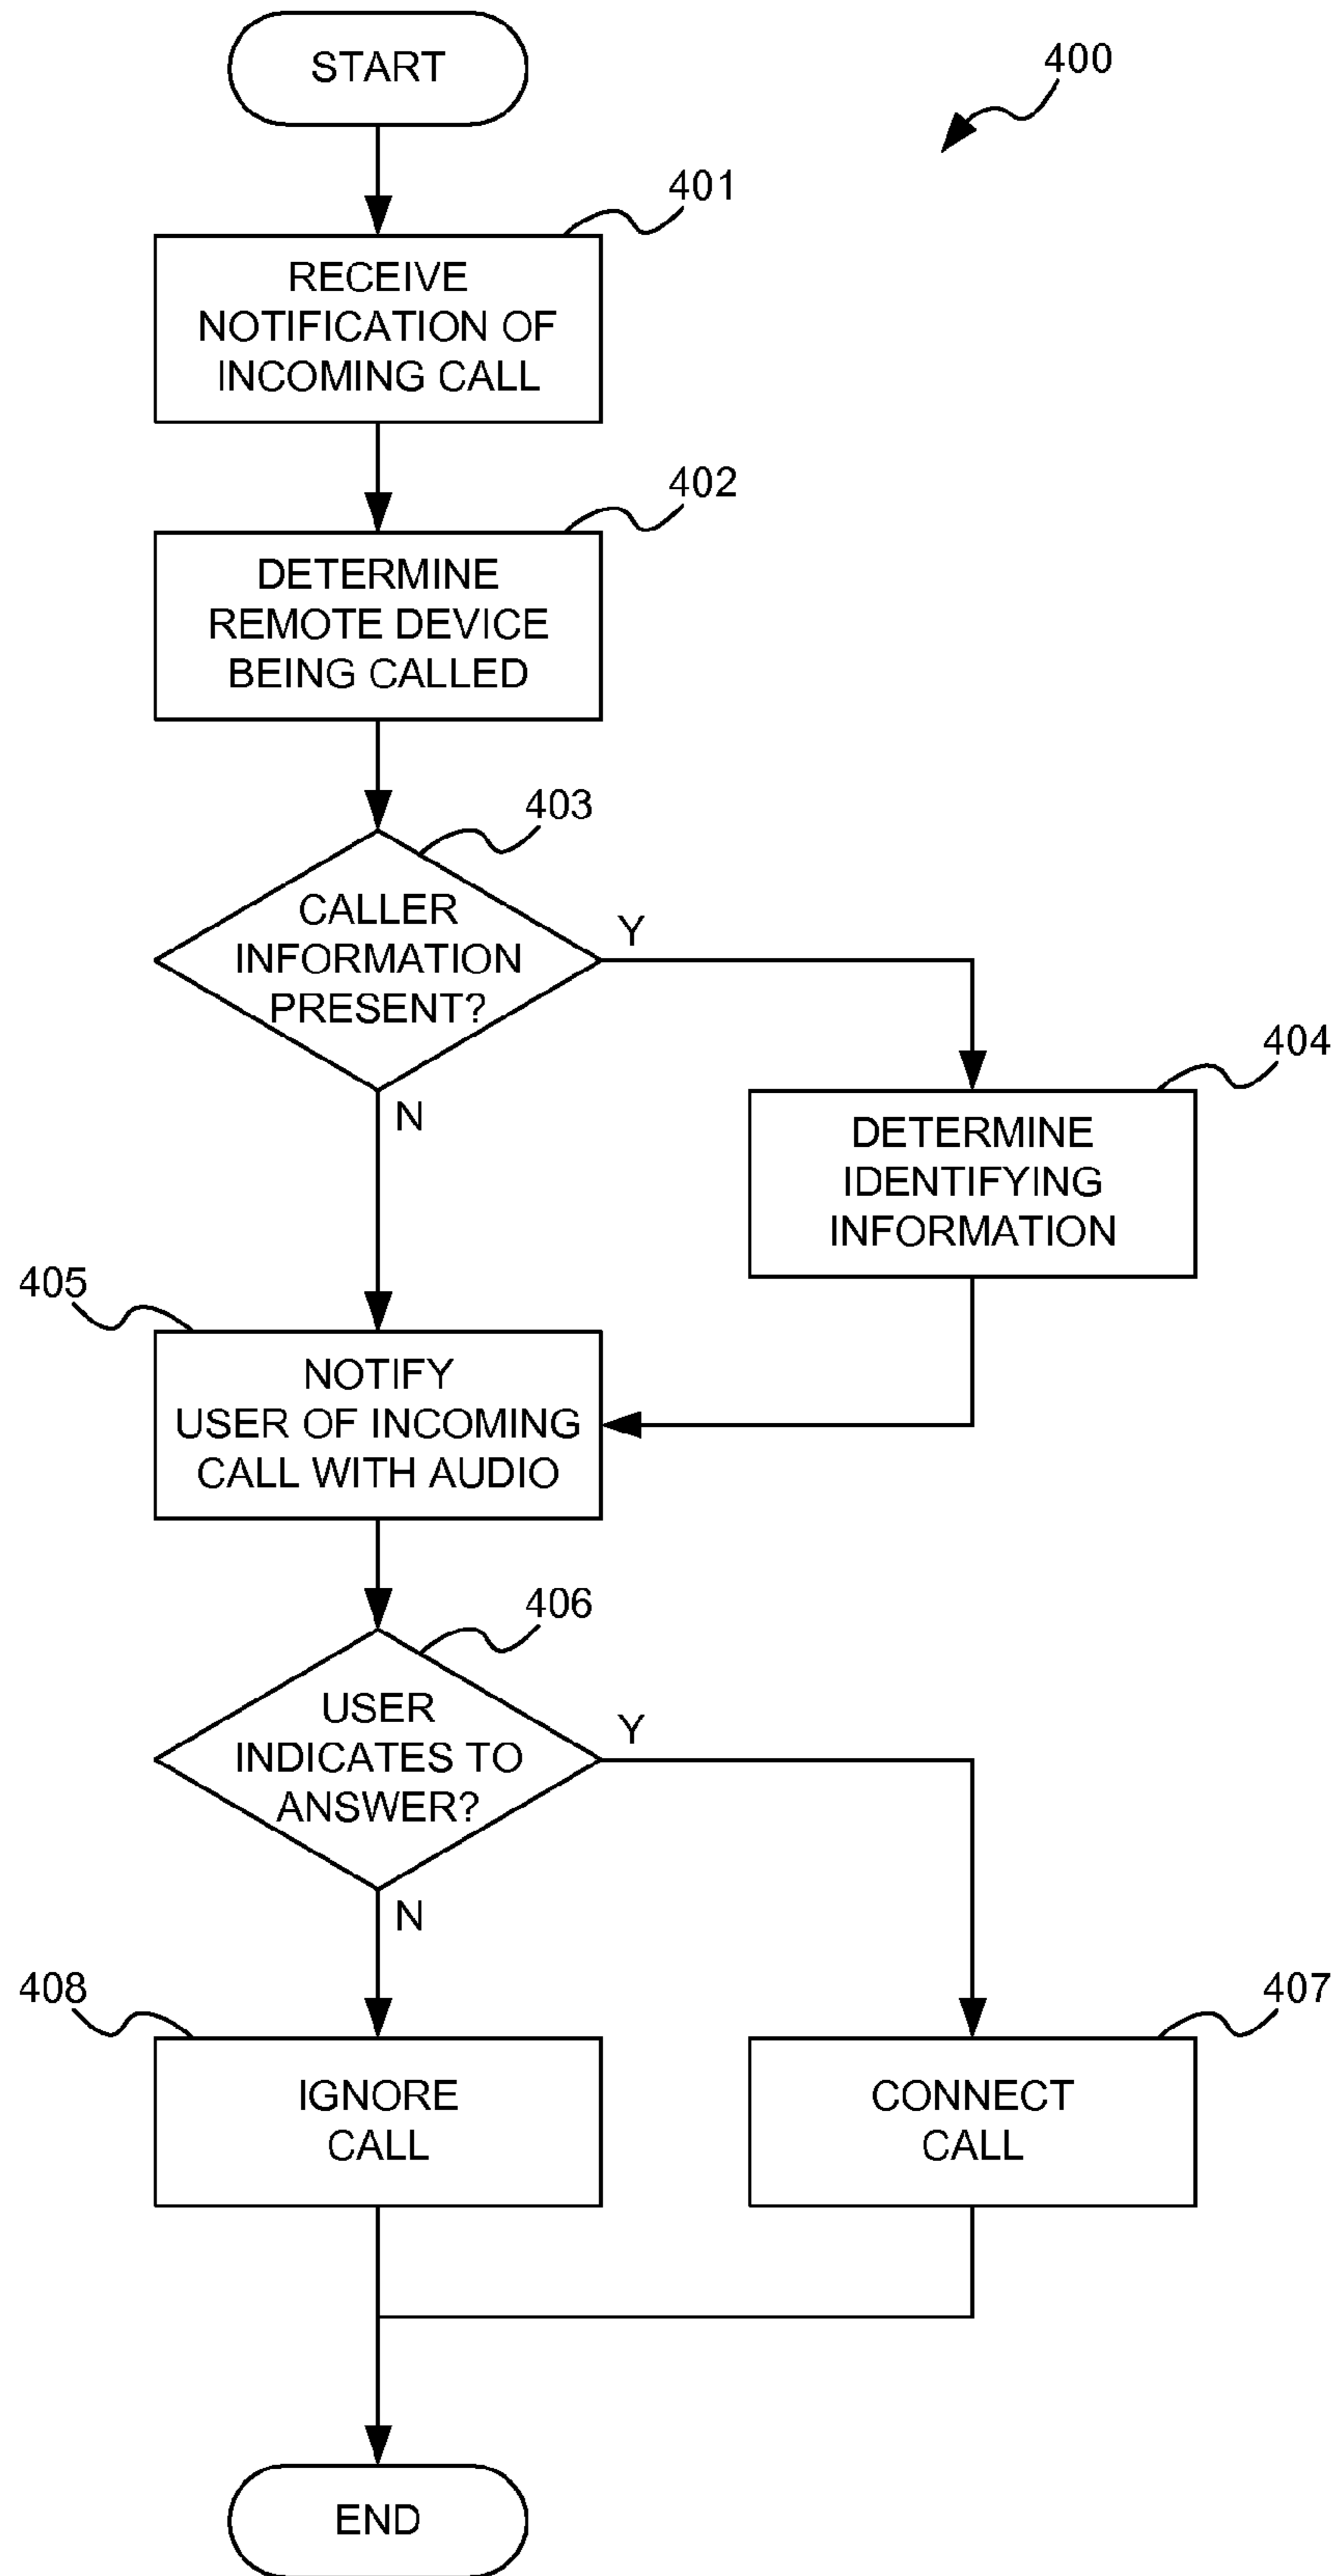 START
400
401
RECEIVE
NOTIFICATION OF
INCOMING CALL
402
DETERMINE
REMOTE DEVICE
BEING CALLED
403
CALLER
INFORMATION
PRESENT?
Y
N
404
DETERMINE
IDENTIFYING
INFORMATION
405
NOTIFY
USER OF INCOMING
CALL WITH AUDIO
406
USER
INDICATES TO
ANSWER?
Y
N
408
IGNORE
CALL
407
CONNECT
CALL
END